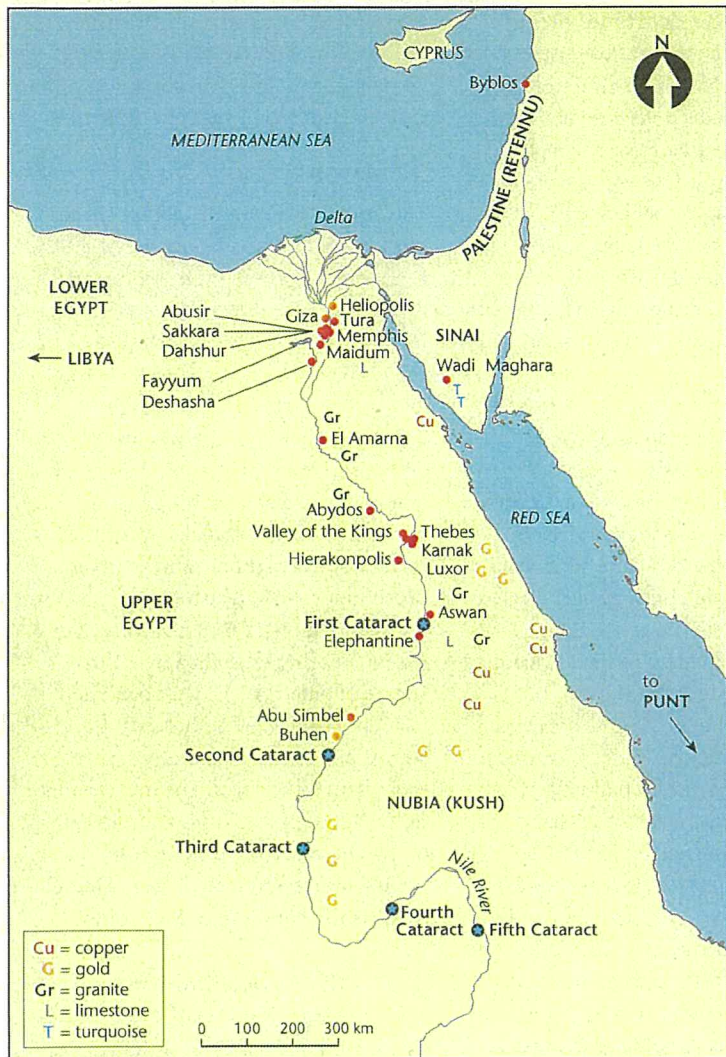 CYPRUS
N
Byblos
MEDITERRANEAN SEA
PALESTINE (RETENNU)
Delta
LOWER
EGYPT
Heliopolis
Abusir
Giza
Tura
Sakkara
Memphis
SINAI
Dahshur
Maidum
LIBYA
Wadi Maghara
L
Fayyum
T
T
Deshasha
Cu
Gr
El Amarna
Gr
Gr
Abydos
RED SEA
Valley of the Kings
Thebes
Karnak
G
Hierakonpolis
Luxor
G
G
L
Gr
UPPER
EGYPT
Aswan
First Cataract
Cu
Elephantine
L
Gr
Cu
Cu
to
PUNT
Cu
Abu Simbel
Buhen
Second Cataract
G
G
NUBIA (KUSH)
G
Third Cataract
G
Nile River
G
Fourth
Cataract
Fifth Cataract
Cu = copper
G = gold
Gr = granite
L = limestone
T = turquoise
0 100 200 300 km